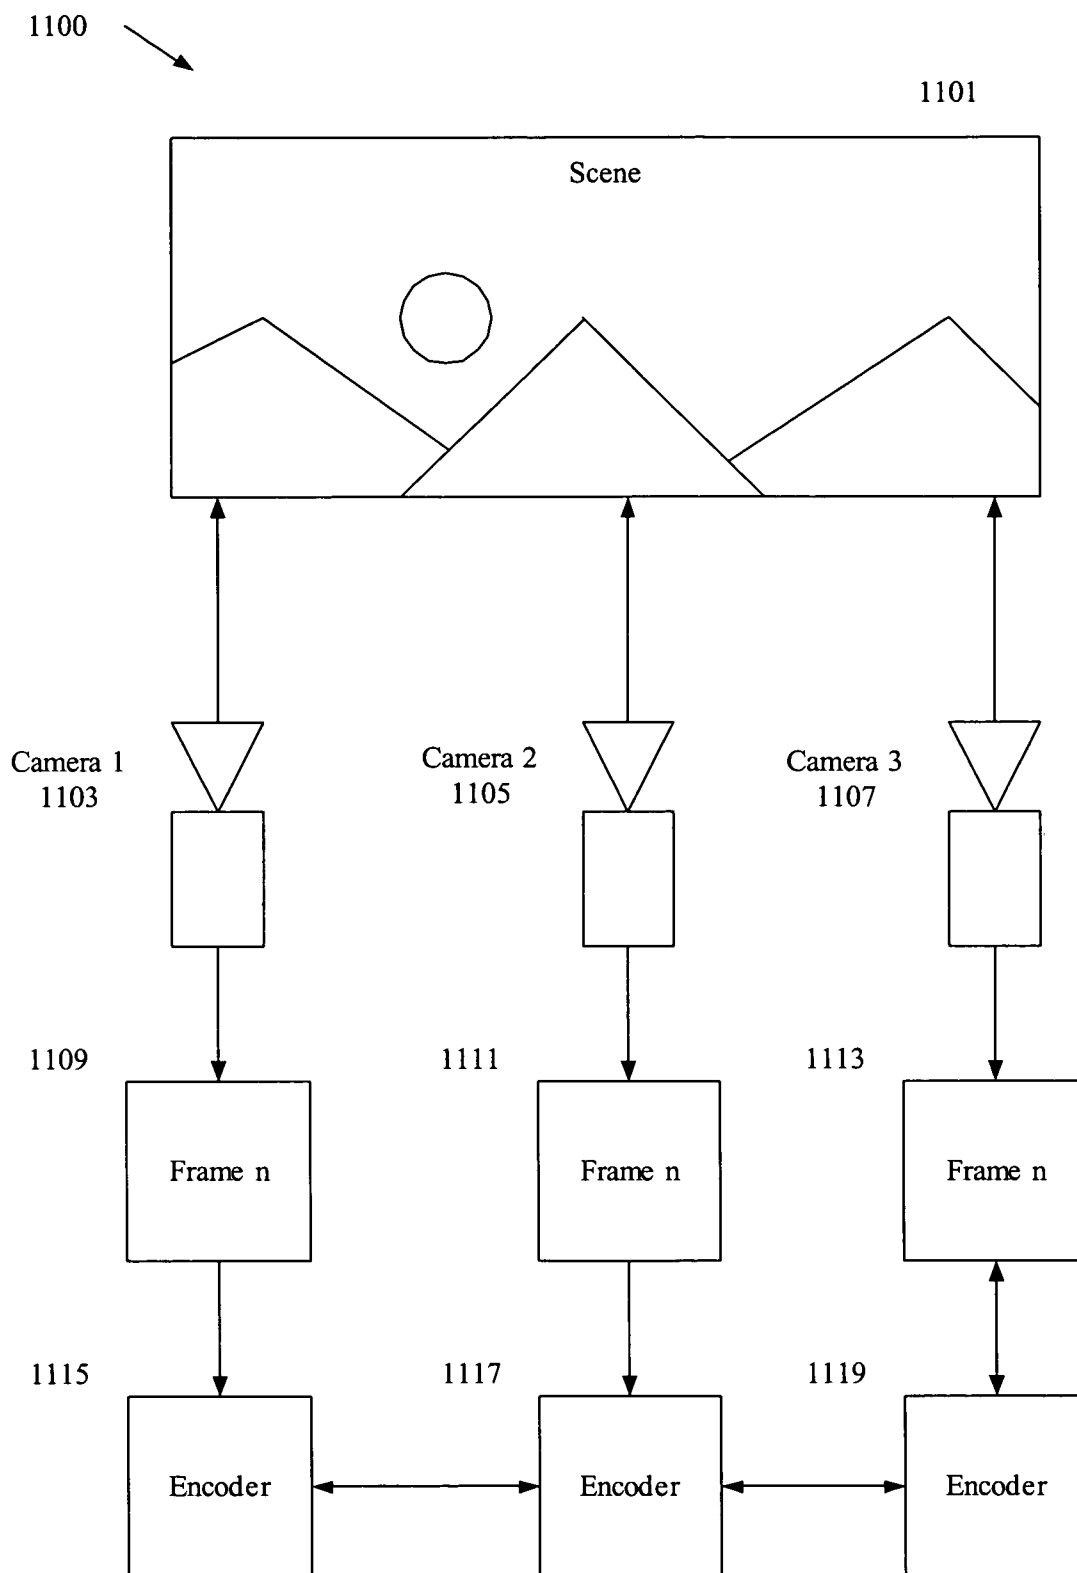 1100
1101
Scene
Camera 1
1103
Camera 2
1105
Camera 3
1107
1109
1111
1113
Frame n
Frame n
Frame n
1115
1117
1119
Encoder
Encoder
Encoder